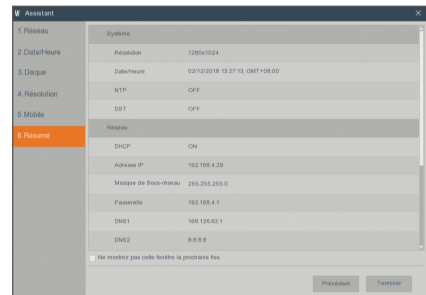 W Assistant
1. Réseau
2. Date/Heure
3. Disque
4. Résolution
5. Mobile
6. Résumé
Système
Résolution 1280x1024
Date/Heure 02/12/2018 13:27:13, GMT+08:00
NTP OFF
DST OFF
Réseau
DHCP ON
Adresse IP 192.168.4.29
Masque de Sous-réseau 255.255.255.0
Passerelle 192.168.4.1
DNS1 168.126.63.1
DNS2 8.8.8.8
Ne montrez pas cette fenêtre la prochaine fois.
Précédent Terminer